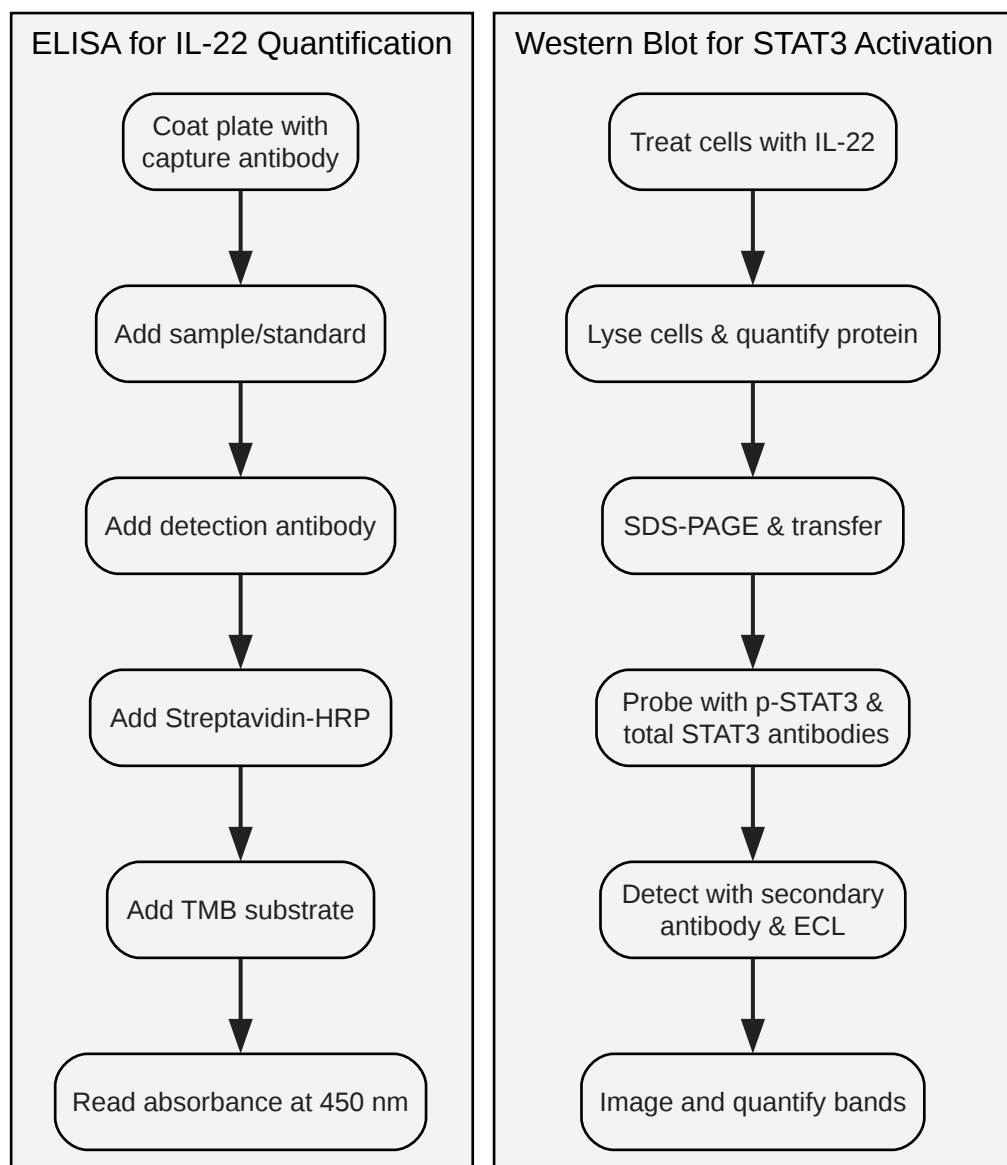 ELISA for IL-22 Quantification
Coat plate with
capture antibody
Add sample/standard
Add detection antibody
Add Streptavidin-HRP
Add TMB substrate
Read absorbance at 450 nm
Western Blot for STAT3 Activation
Treat cells with IL-22
Lyse cells & quantify protein
SDS-PAGE & transfer
Probe with p-STAT3 &
total STAT3 antibodies
Detect with secondary
antibody & ECL
Image and quantify bands